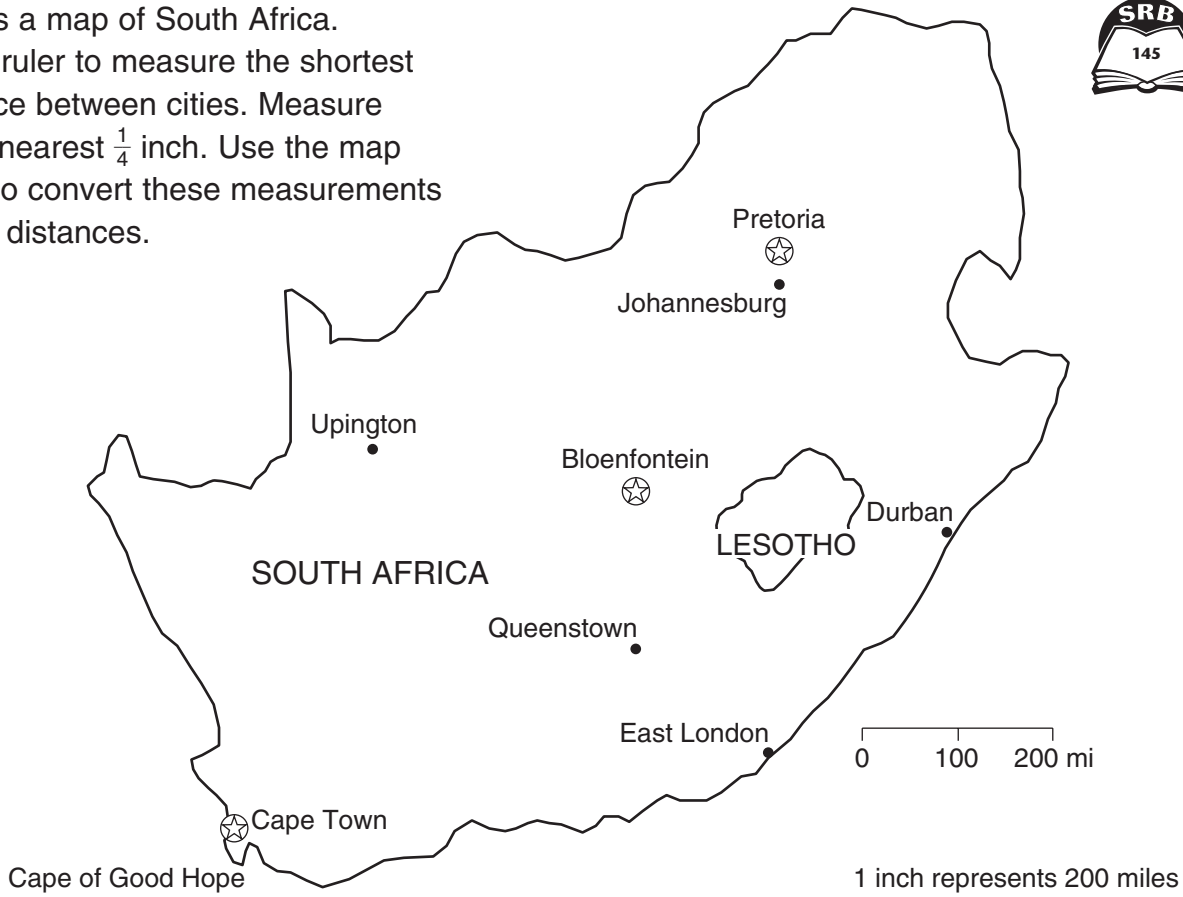 s a map of South Africa.
ruler to measure the shortest
ce between cities. Measure
nearest 1/4 inch. Use the map
o convert these measurements
distances.
SRB
145
Pretoria
Johannesburg
Upington
Bloenfontein
Durban
LESOTHO
SOUTH AFRICA
Queenstown
East London
0 100 200 mi
Cape Town
Cape of Good Hope
1 inch represents 200 miles